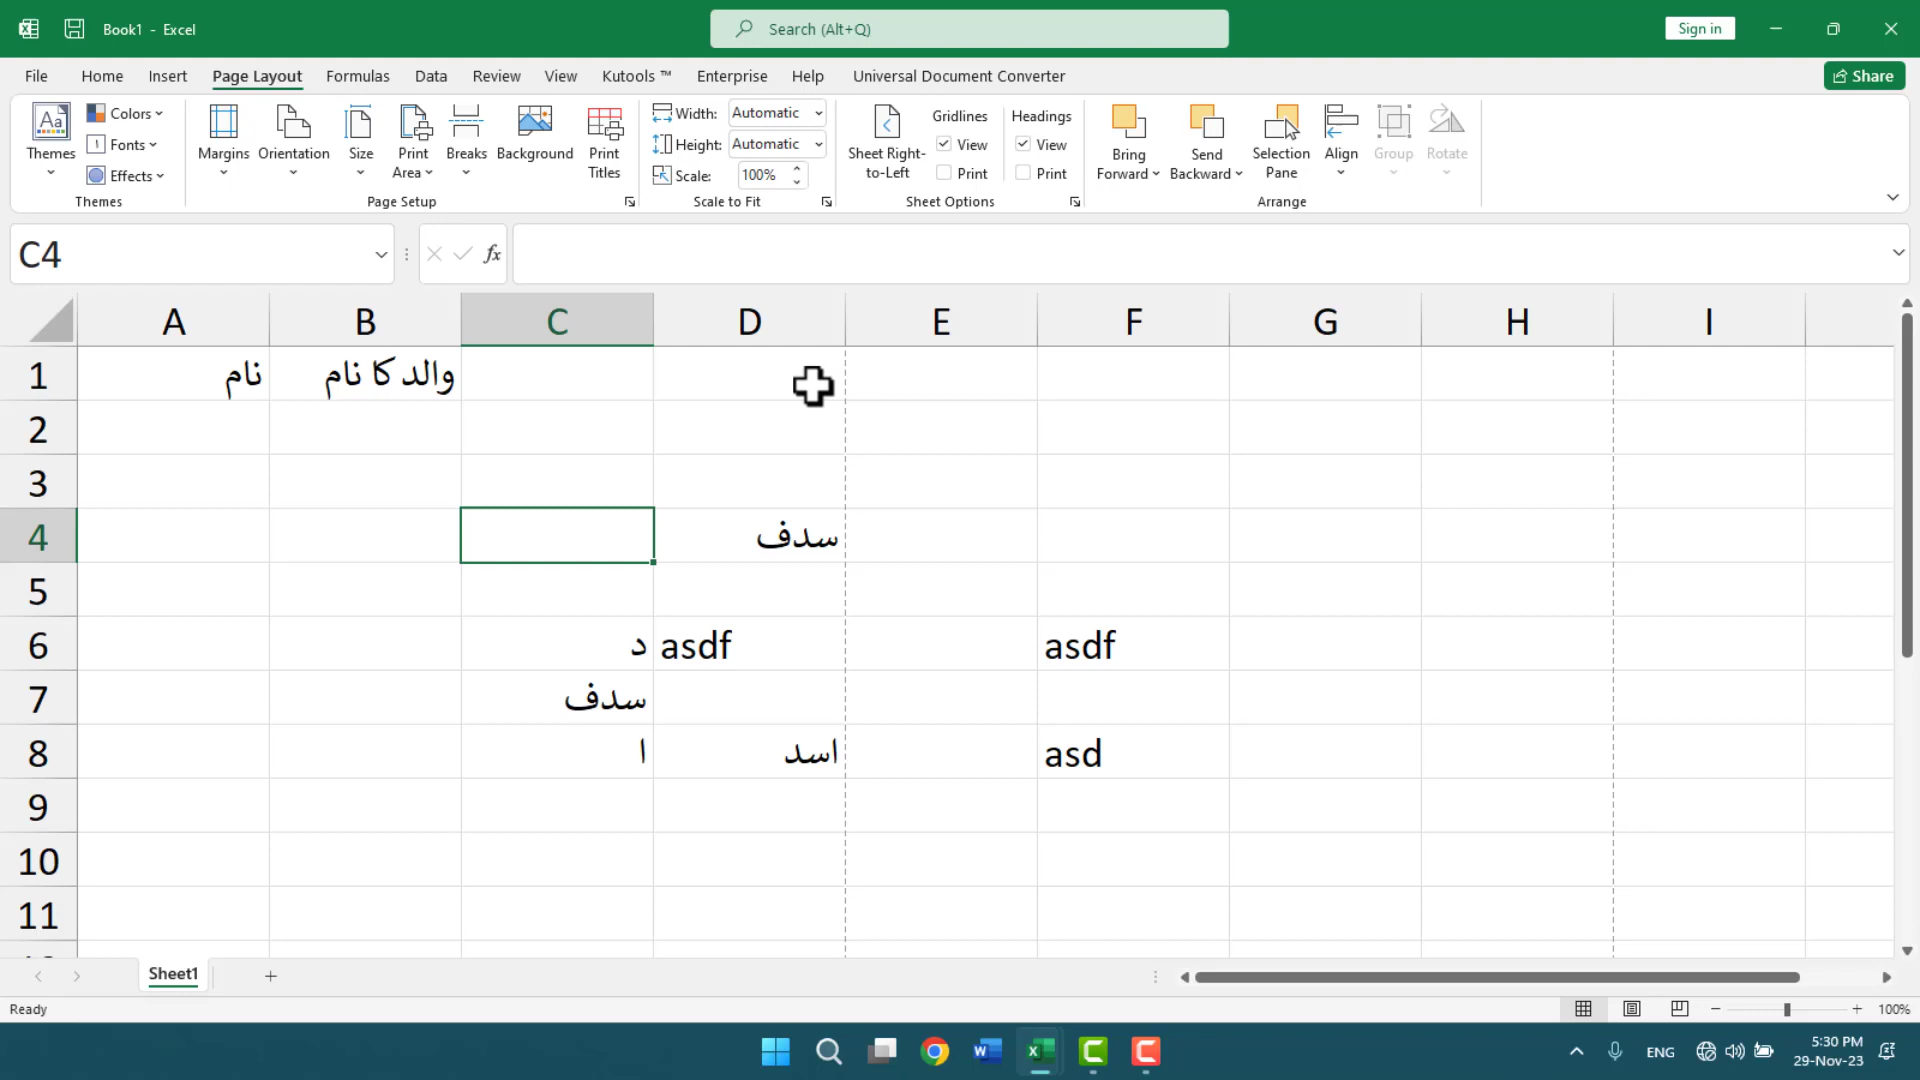 Book1 - Excel
Search (Alt+Q)
Sign in
File Home Insert Page Layout Formulas Data Review View Kutools ™ Enterprise Help Universal Document Converter
Share
Themes
Colors
Fonts
Effects
Themes
Margins
Orientation
Size
Print Area
Breaks
Background
Print Titles
Page Setup
Width: Automatic
Height: Automatic
Scale: 100%
Scale to Fit
Sheet Right-to-Left
Gridlines
View
Print
Headings
View
Print
Sheet Options
Bring Forward
Send Backward
Selection Pane
Align
Group
Rotate
Arrange
C4
fx
A B C D E F G H I
1 نام والد کا نام
2
3
4 سدف
5
6 د asdf asdf
7 سدف
8 ا اسد asd
9
10
11
Sheet1
Ready
100%
ENG
5:30 PM
29-Nov-23